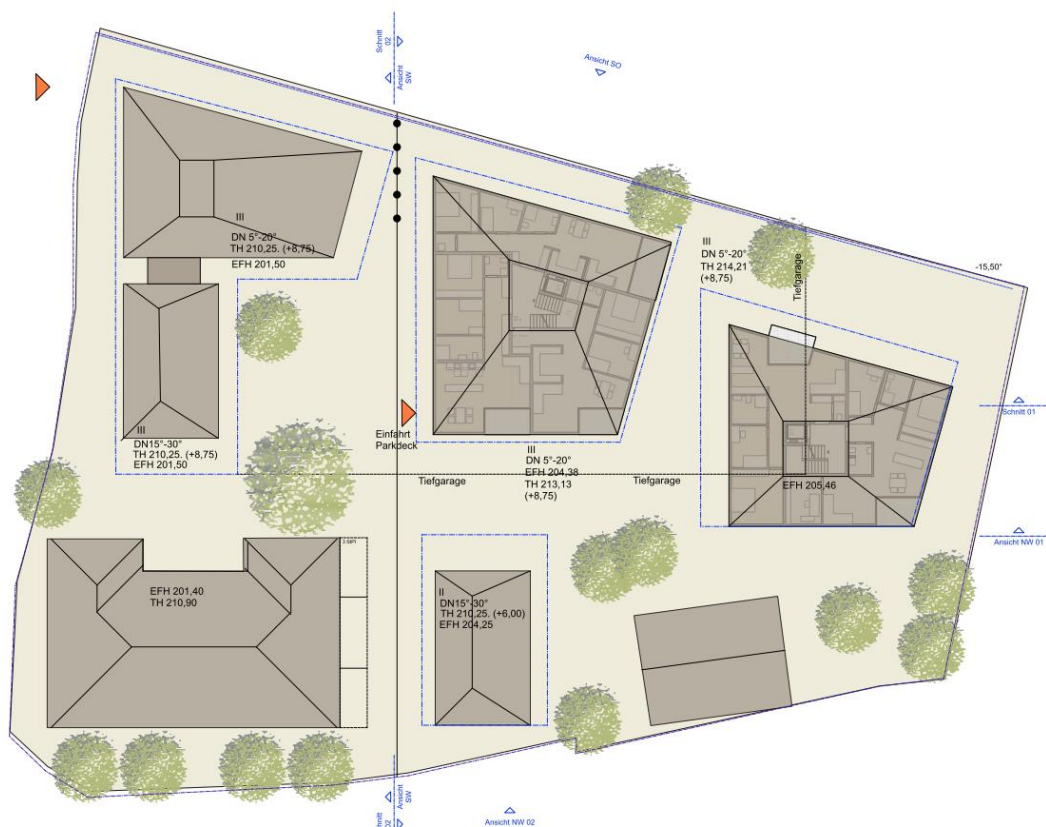 Schnitt
02
Ansicht
SW
Ansicht SO
III
DN 5°-20°
TH 210,25. (+8,75)
EFH 201,50
III
DN 5°-20°
TH 214,21
(+8,75)
Tiefgarage
-15,50°
Schnitt 01
III
DN15°-30°
TH 210,25. (+8,75)
EFH 201,50
Einfahrt
Parkdeck
III
DN 5°-20°
EFH 204,38
TH 213,13
(+8,75)
Tiefgarage
Tiefgarage
EFH 205,46
Ansicht NW 01
EFH 201,40
TH 210,90
II
DN15°-30°
TH 210,25. (+6,00)
EFH 204,25
Ansicht
SW
Schnitt
02
Ansicht NW 02